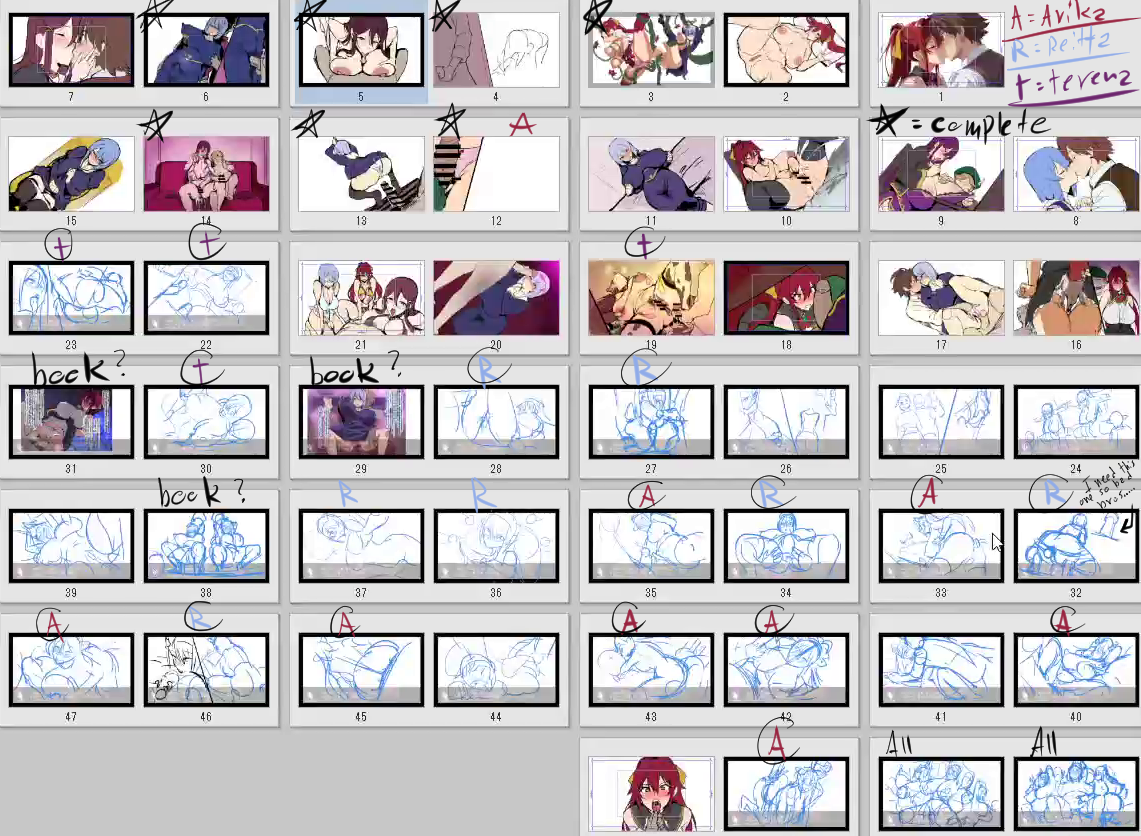 A = Arika
R = Reitta
t = terena
7 6 5 4 3 2 1
A
★ = complete
15 14 13 12 11 10 9 8
t t t
23 22 21 20 19 18 17 16
book? t book? R R
31 30 29 28 27 26 25 24
I need this
one so bad
bros.....
book? R R A R A R
39 38 37 36 35 34 33 32
A R A A A A
47 46 45 44 43 42 41 40
A All All